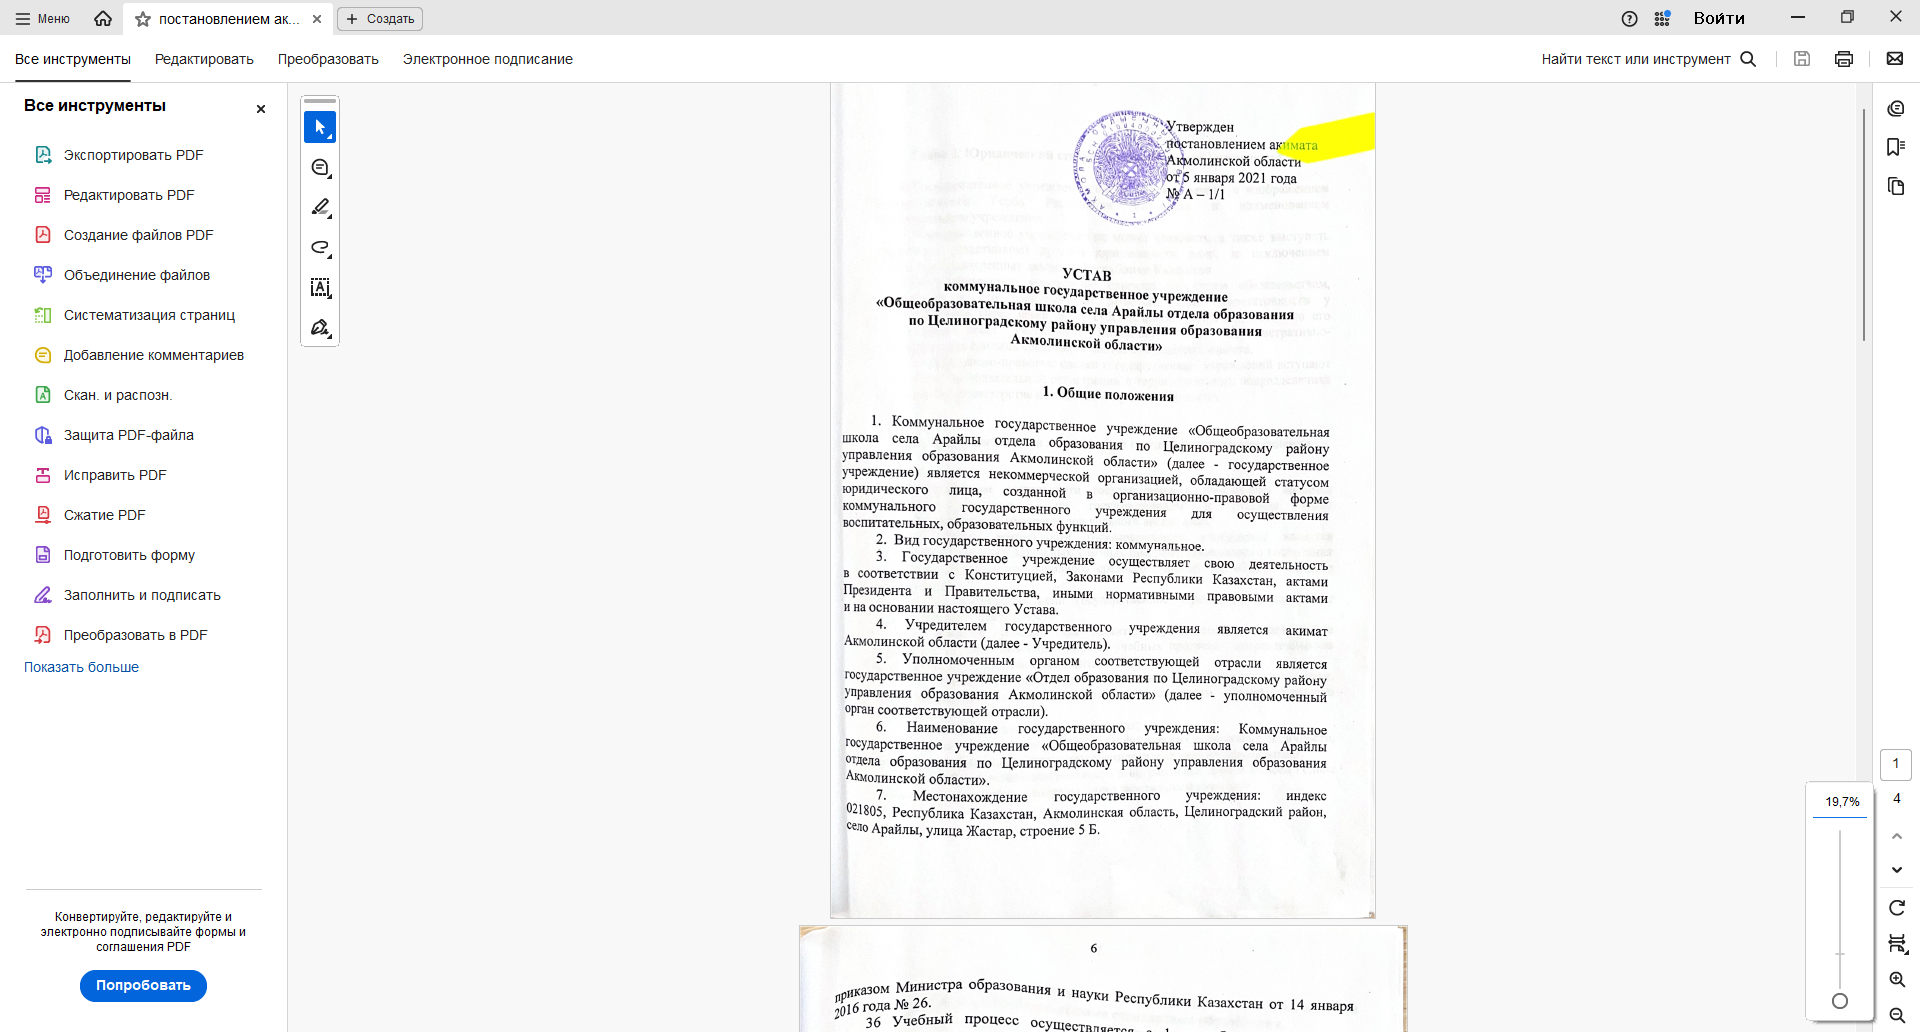 Меню
постановлением ак...
Создать
Войти
Все инструменты
Редактировать
Преобразовать
Электронное подписание
Найти текст или инструмент
Все инструменты
Экспортировать PDF
Редактировать PDF
Создание файлов PDF
Объединение файлов
Систематизация страниц
Добавление комментариев
Скан. и распозн.
Защита PDF-файла
Исправить PDF
Сжатие PDF
Подготовить форму
Заполнить и подписать
Преобразовать в PDF
Показать больше
Конвертируйте, редактируйте и
электронно подписывайте формы и
соглашения PDF
Попробовать
Утвержден
постановлением акимата
Акмолинской области
от 5 января 2021 года
№ А – 1/1
УСТАВ
коммунальное государственное учреждение
«Общеобразовательная школа села Арайлы отдела образования
по Целиноградскому району управления образования
Акмолинской области»
1. Общие положения
1. Коммунальное государственное учреждение «Общеобразовательная
школа села Арайлы отдела образования по Целиноградскому району
управления образования Акмолинской области» (далее - государственное
учреждение) является некоммерческой организацией, обладающей статусом
юридического лица, созданной в организационно-правовой форме
коммунального государственного учреждения для осуществления
воспитательных, образовательных функций.
2. Вид государственного учреждения: коммунальное.
3. Государственное учреждение осуществляет свою деятельность
в соответствии с Конституцией, Законами Республики Казахстан, актами
Президента и Правительства, иными нормативными правовыми актами
и на основании настоящего Устава.
4. Учредителем государственного учреждения является акимат
Акмолинской области (далее - Учредитель).
5. Уполномоченным органом соответствующей отрасли является
государственное учреждение «Отдел образования по Целиноградскому району
управления образования Акмолинской области» (далее - уполномоченный
орган соответствующей отрасли).
6. Наименование государственного учреждения: Коммунальное
государственное учреждение «Общеобразовательная школа села Арайлы
отдела образования по Целиноградскому району управления образования
Акмолинской области».
7. Местонахождение государственного учреждения: индекс
021805, Республика Казахстан, Акмолинская область, Целиноградский район,
село Арайлы, улица Жастар, строение 5 Б.
6
приказом Министра образования и науки Республики Казахстан от 14 января
2016 года № 26.
36 Учебный процесс осуществляется
1
4
19,7%